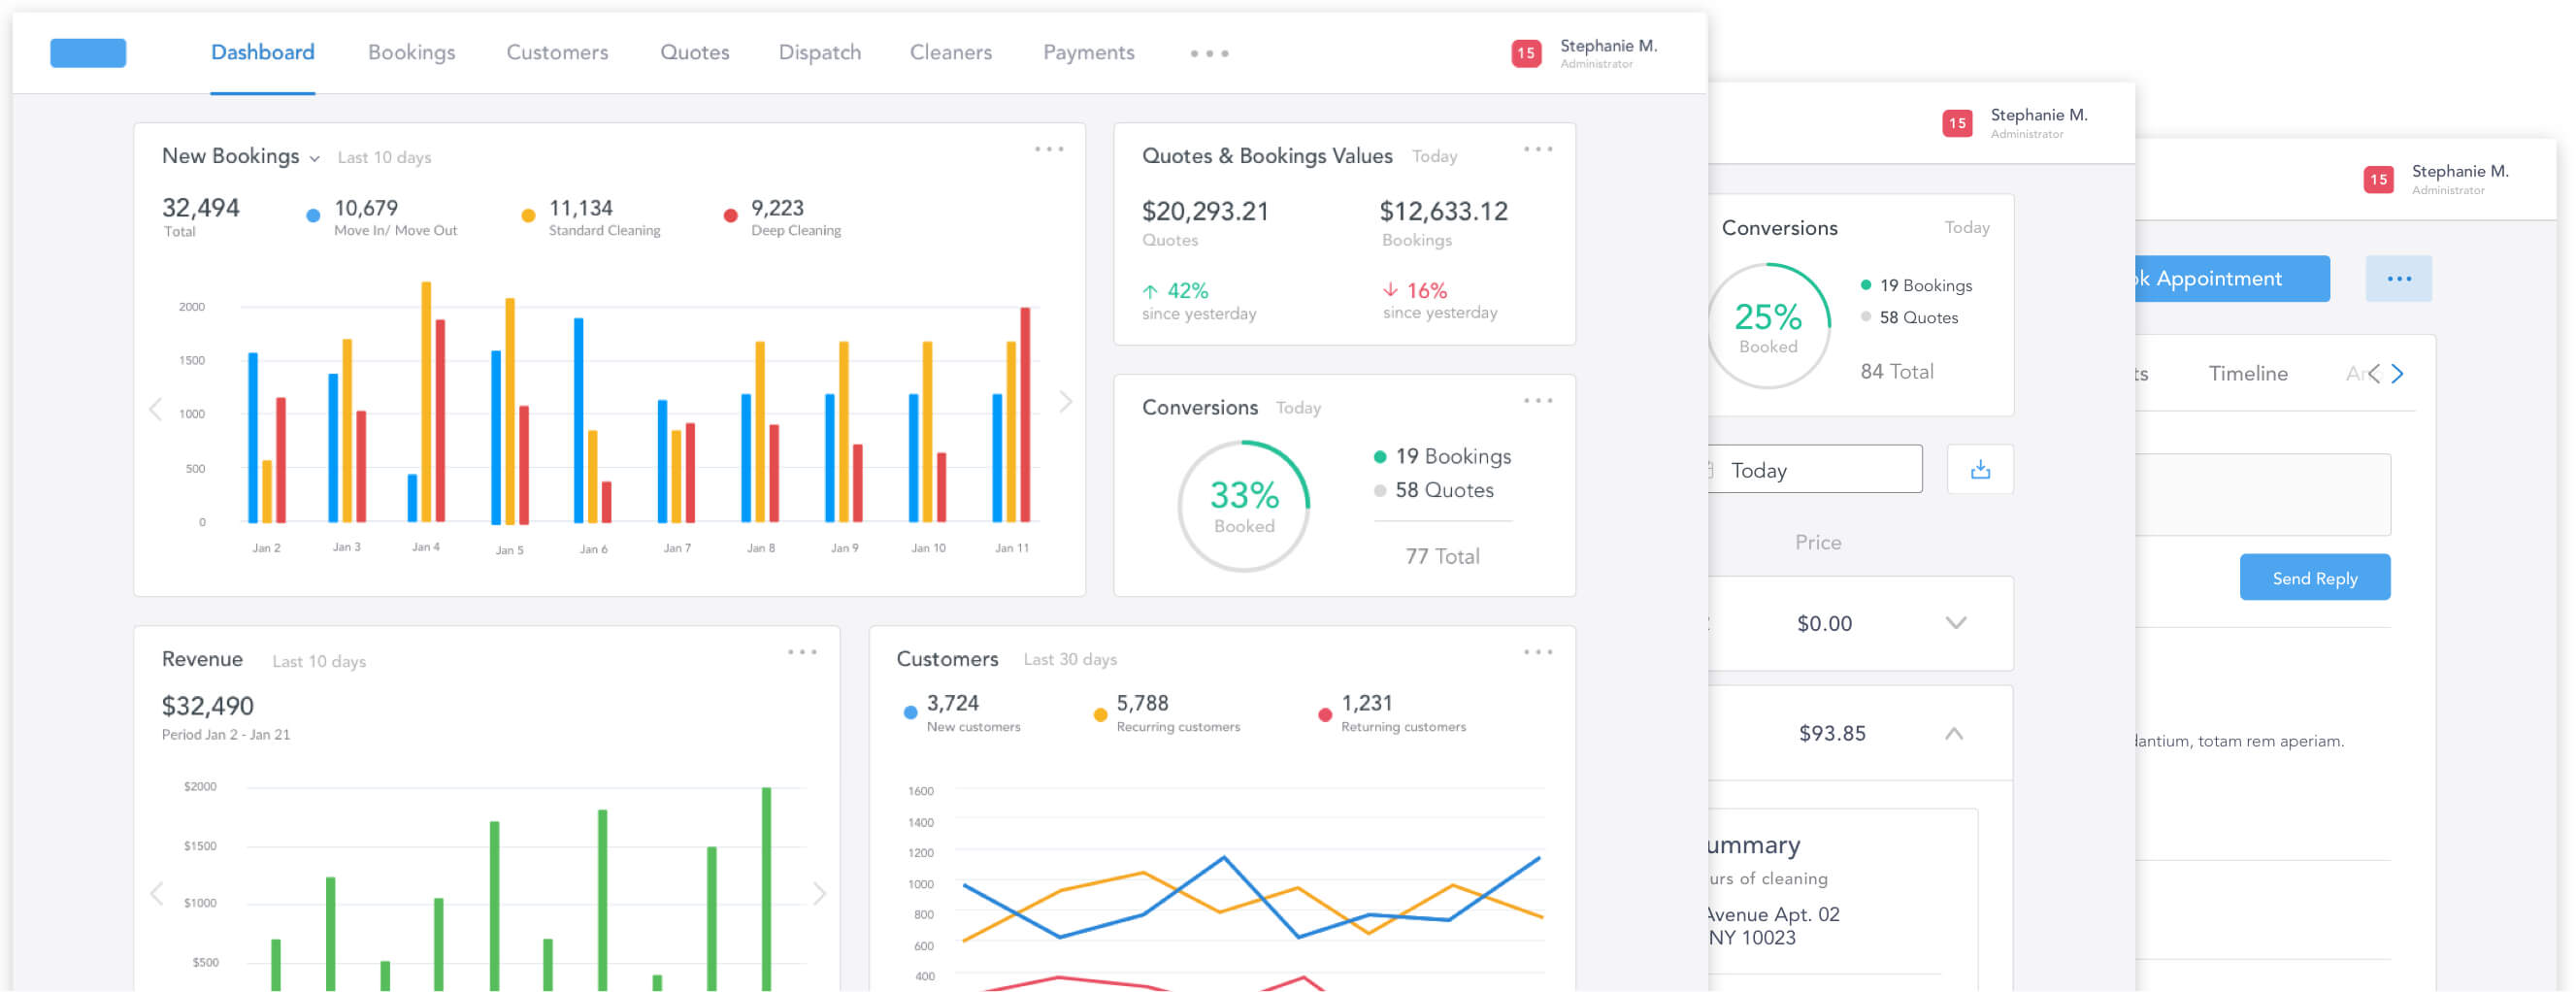 Dashboard
Bookings
Customers
Quotes
Dispatch
Cleaners
Payments
15
Stephanie M.
Administrator
New Bookings
Last 10 days
32,494
Total
10,679
Move In/ Move Out
11,134
Standard Cleaning
9,223
Deep Cleaning
2000
1500
1000
500
0
Jan 2
Jan 3
Jan 4
Jan 5
Jan 6
Jan 7
Jan 8
Jan 9
Jan 10
Jan 11
Quotes & Bookings Values
Today
$20,293.21
Quotes
$12,633.12
Bookings
42%
since yesterday
16%
since yesterday
Conversions
Today
33%
Booked
19 Bookings
58 Quotes
77 Total
Revenue
Last 10 days
$32,490
Period Jan 2 - Jan 21
$2000
$1500
$1000
$500
Customers
Last 30 days
3,724
New customers
5,788
Recurring customers
1,231
Returning customers
1600
1400
1200
1000
800
600
400
15
Stephanie M.
Administrator
Conversions
Today
25%
Booked
19 Bookings
58 Quotes
84 Total
Today
Price
$0.00
$93.85
ummary
urs of cleaning
Avenue Apt. 02
NY 10023
15
Stephanie M.
Administrator
ok Appointment
ts
Timeline
Send Reply
dantium, totam rem aperiam.